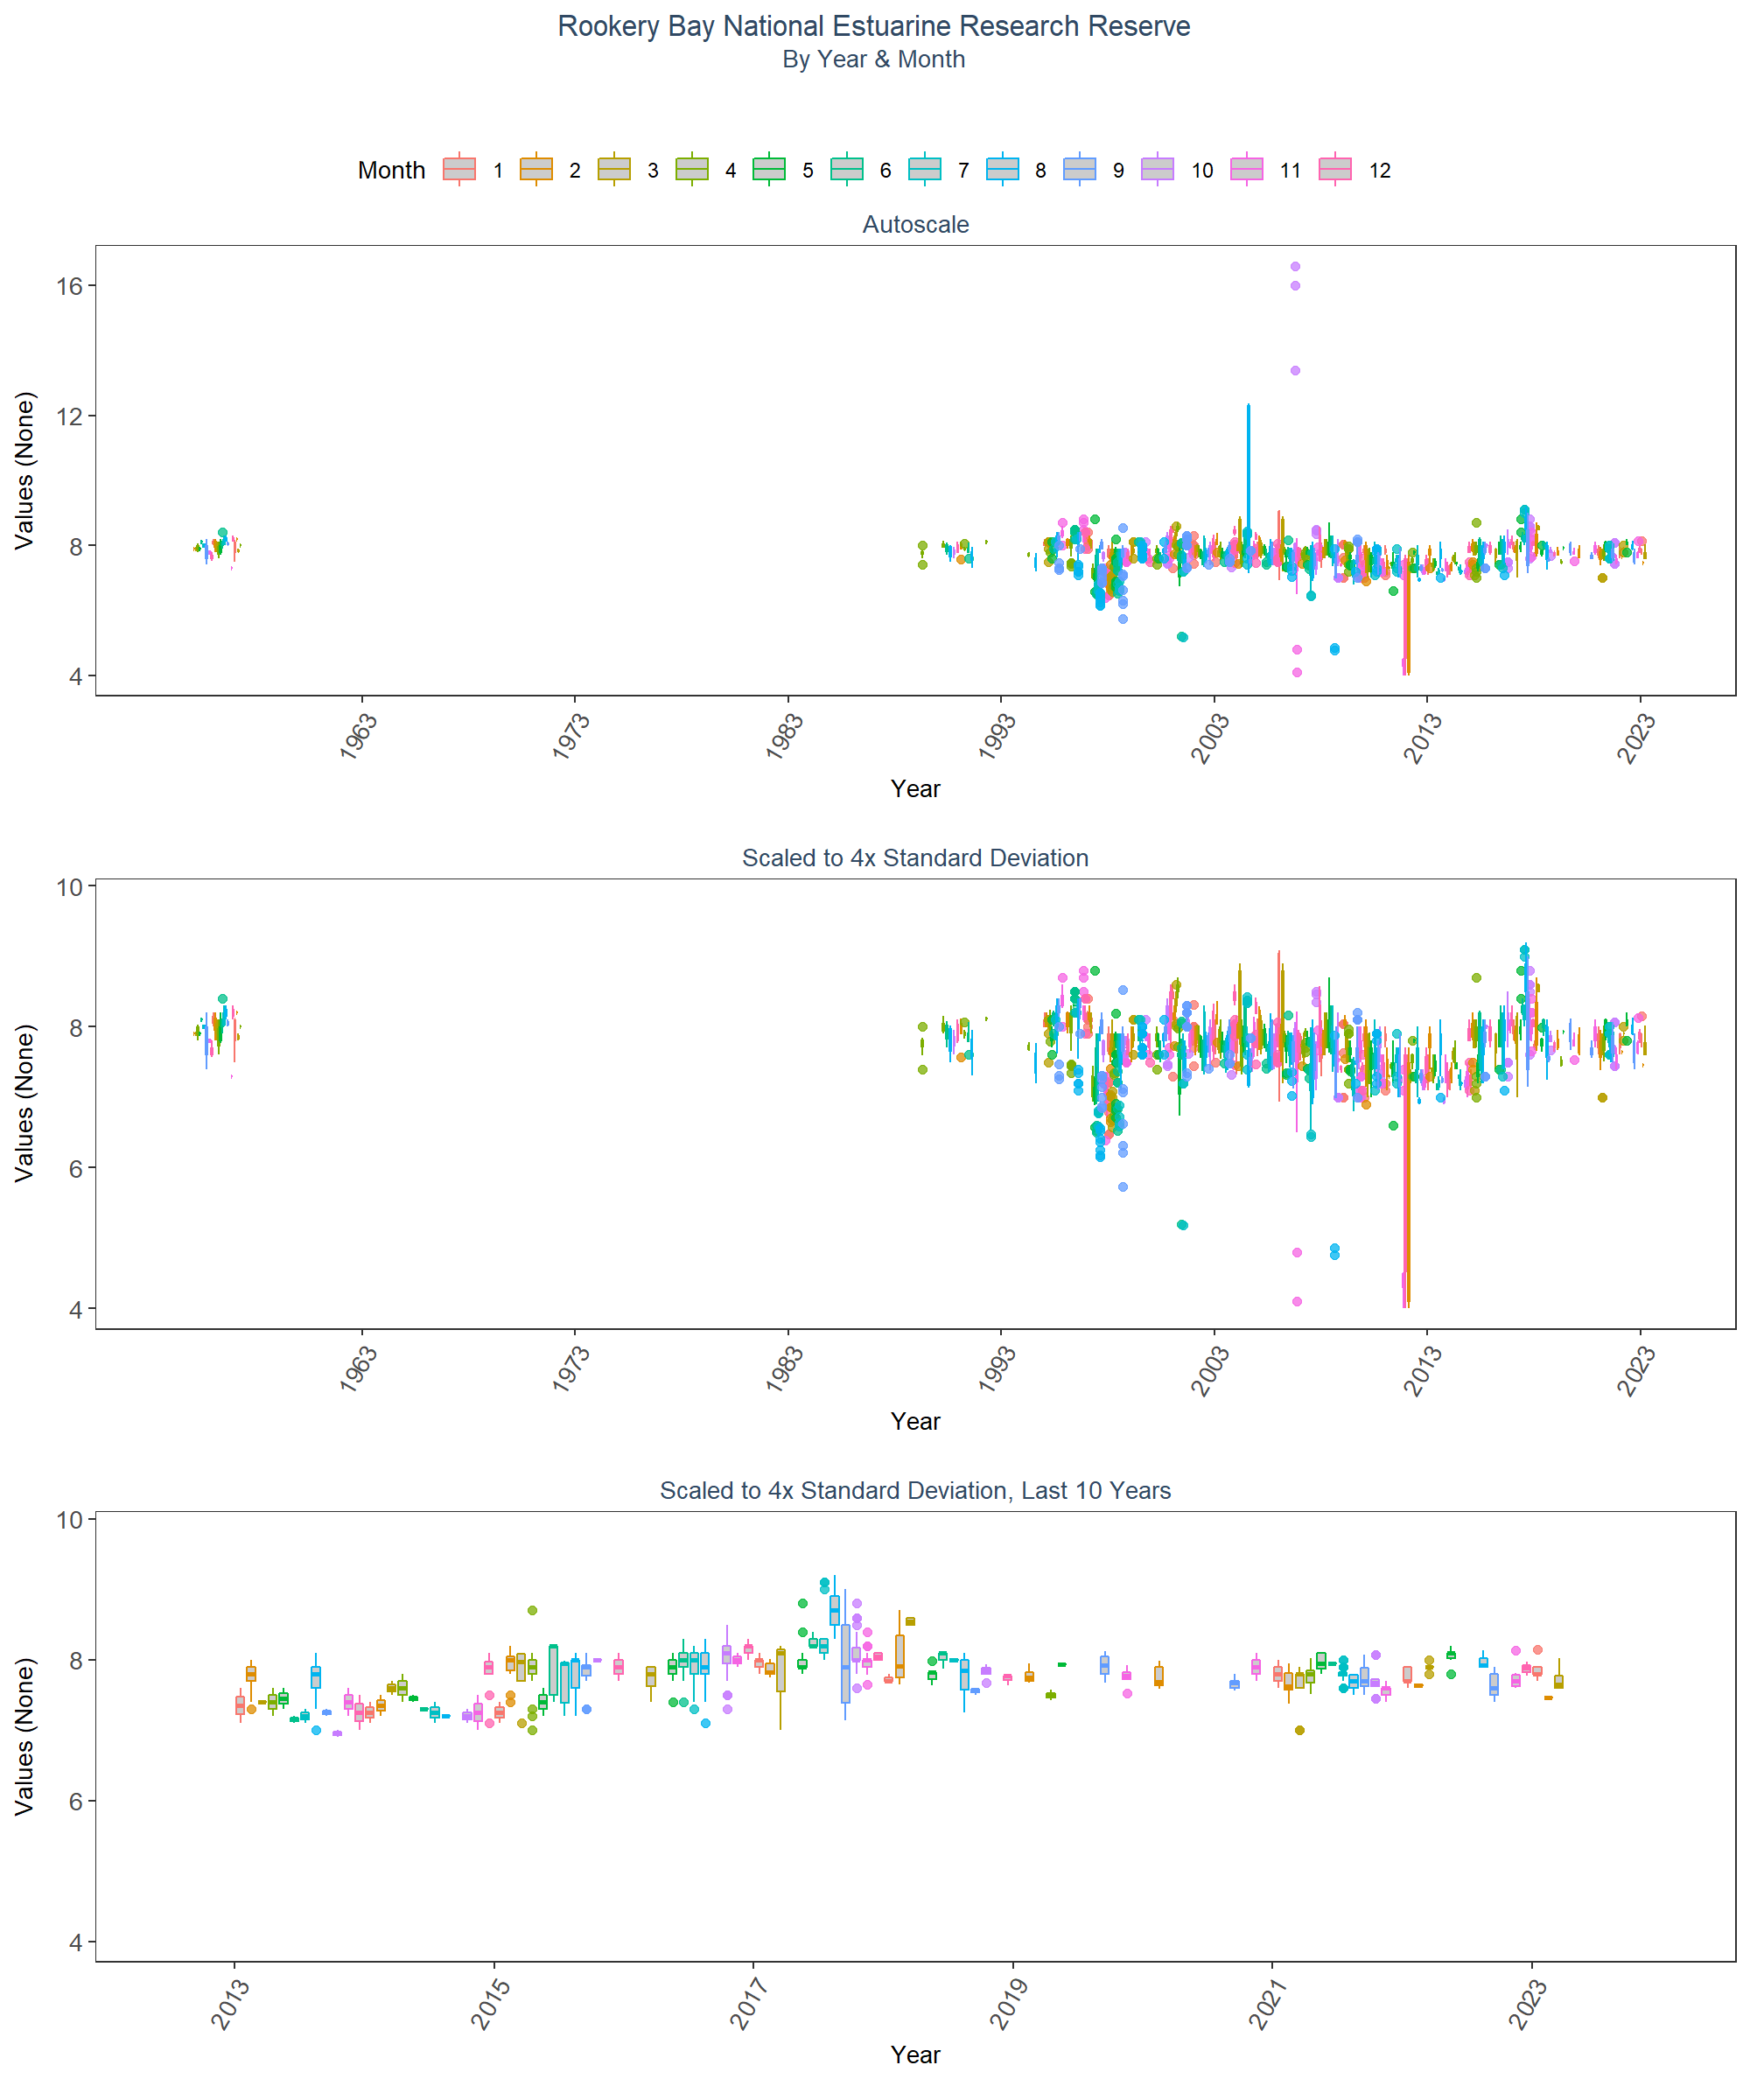 Rookery Bay National Estuarine Research Reserve
By Year & Month
Month 1 2 3 4 5 6 7 8 9 10 11 12
Autoscale
Values (None)
16
12
8
4
1963 1973 1983 1993 2003 2013 2023
Year
Scaled to 4x Standard Deviation
Values (None)
10
8
6
4
1963 1973 1983 1993 2003 2013 2023
Year
Scaled to 4x Standard Deviation, Last 10 Years
Values (None)
10
8
6
4
2013 2015 2017 2019 2021 2023
Year